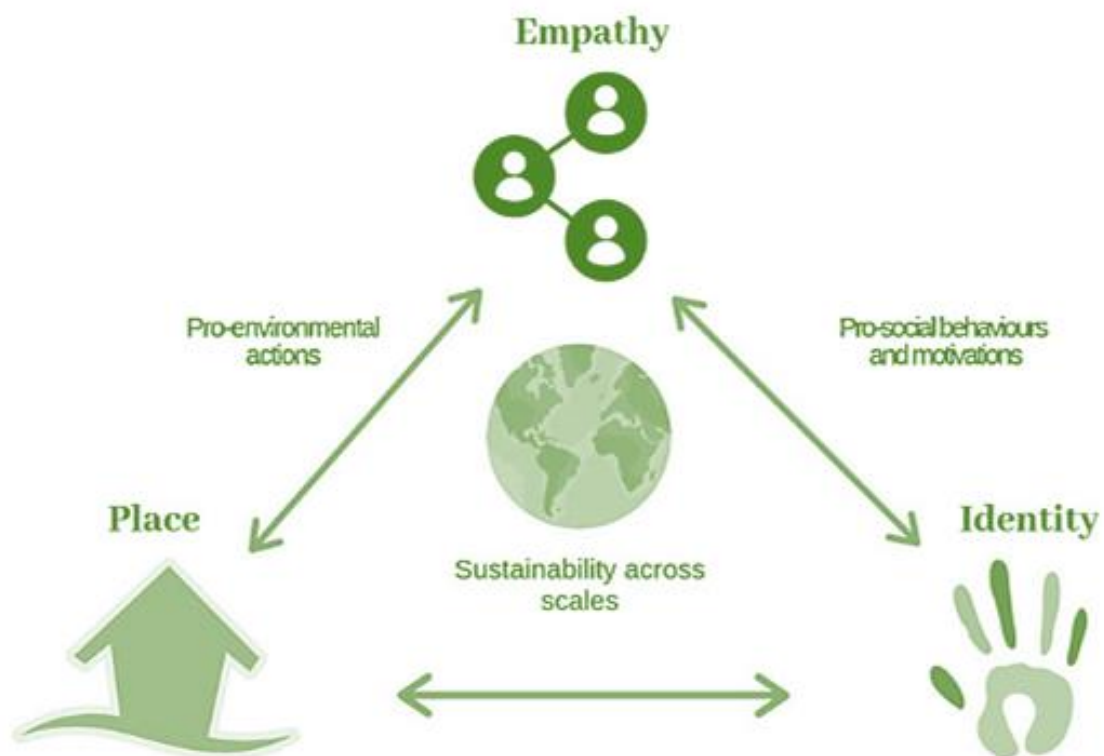 Empathy
Pro-environmental
actions
Pro-social behaviours
and motivations
Place
Identity
Sustainability across
scales